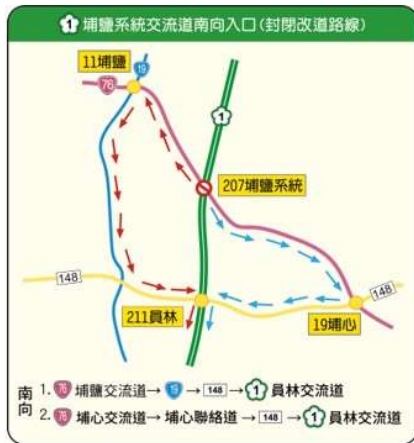 1 埔鹽系統交流道南向入口(封閉改道路線)
11埔鹽
19
76
1
207埔鹽系統
148
148
211員林
19埔心
南向
1. 76 埔鹽交流道→ 19 → 148 → 1 員林交流道
2. 76 埔心交流道→埔心聯絡道→ 148 → 1 員林交流道